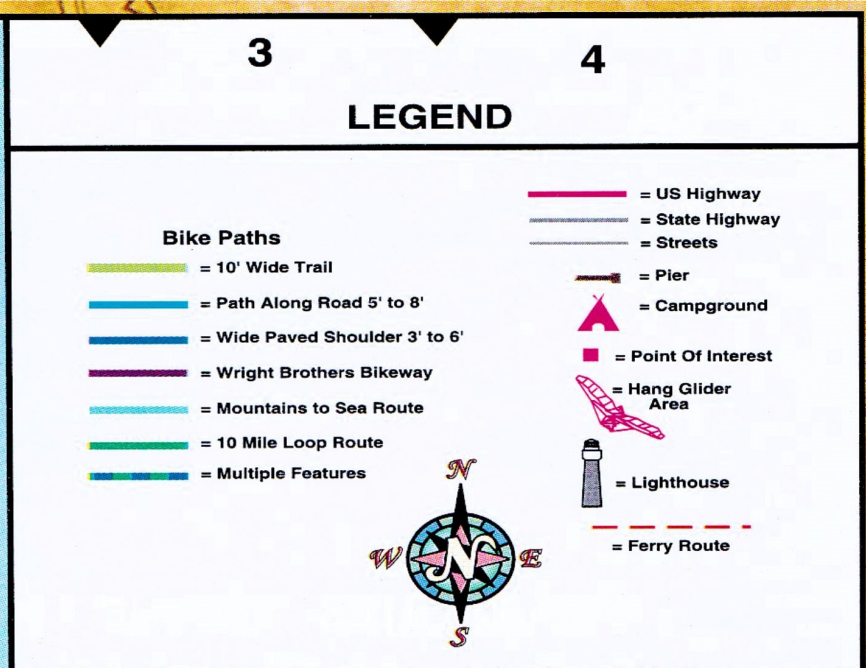 3 4
LEGEND
Bike Paths
= 10' Wide Trail
= Path Along Road 5' to 8'
= Wide Paved Shoulder 3' to 6'
= Wright Brothers Bikeway
= Mountains to Sea Route
= 10 Mile Loop Route
= Multiple Features
= US Highway
= State Highway
= Streets
= Pier
= Campground
= Point Of Interest
= Hang Glider
Area
= Lighthouse
= Ferry Route
N
W N E
S